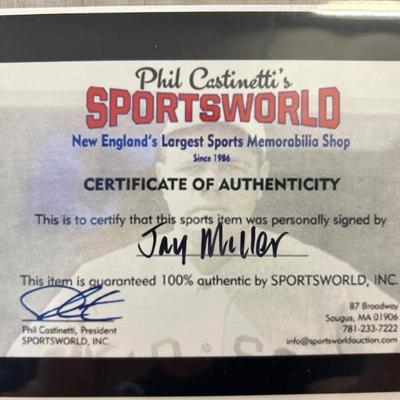 Phil Castinetti's
SPORTSWORLD
New England's Largest Sports Memorabilia Shop
Since 1986
CERTIFICATE OF AUTHENTICITY
This is to certify that this sports item was personally signed by
Jay Miller
This item is guaranteed 100% authentic by SPORTSWORLD, INC.
Phil Castinetti, President
SPORTSWORLD, INC.
87 Broadway
Saugus, MA 01906
781-233-7222
info@sportsworldauction.com